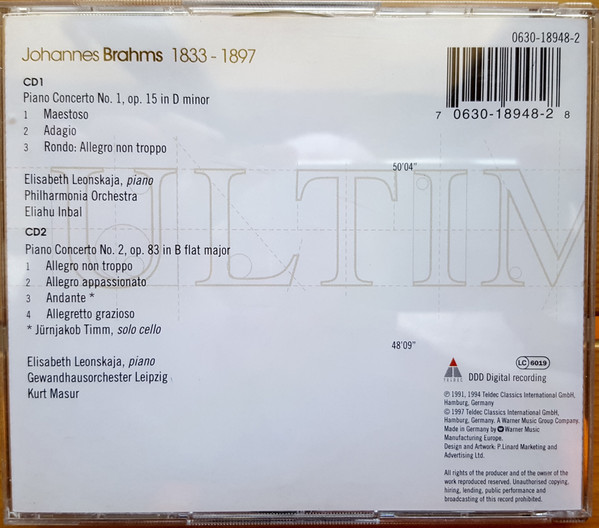 0630-18948-2
Johannes Brahms 1833 - 1897
CD1
Piano Concerto No. 1, op. 15 in D minor
1 Maestoso
2 Adagio
3 Rondo: Allegro non troppo
7 0630-18948-2 8
50'04"
Elisabeth Leonskaja, piano
Philharmonia Orchestra
Eliahu Inbal
ULTIM
CD2
Piano Concerto No. 2, op. 83 in B flat major
1 Allegro non troppo
2 Allegro appassionato
3 Andante *
4 Allegretto grazioso
* Jürnjakob Timm, solo cello
48'09"
Elisabeth Leonskaja, piano
Gewandhausorchester Leipzig
Kurt Masur
TELDEC
DDD Digital recording
LC 6019
℗ 1991, 1994 Teldec Classics International GmbH,
Hamburg, Germany
© 1997 Teldec Classics International GmbH,
Hamburg, Germany. A Warner Music Group Company.
Made in Germany by Warner Music
Manufacturing Europe.
Design and Artwork: P.Linard Marketing and
Advertising Ltd.
All rights of the producer and of the owner of the
work reproduced reserved. Unauthorised copying,
hiring, lending, public performance and
broadcasting of this record prohibited.